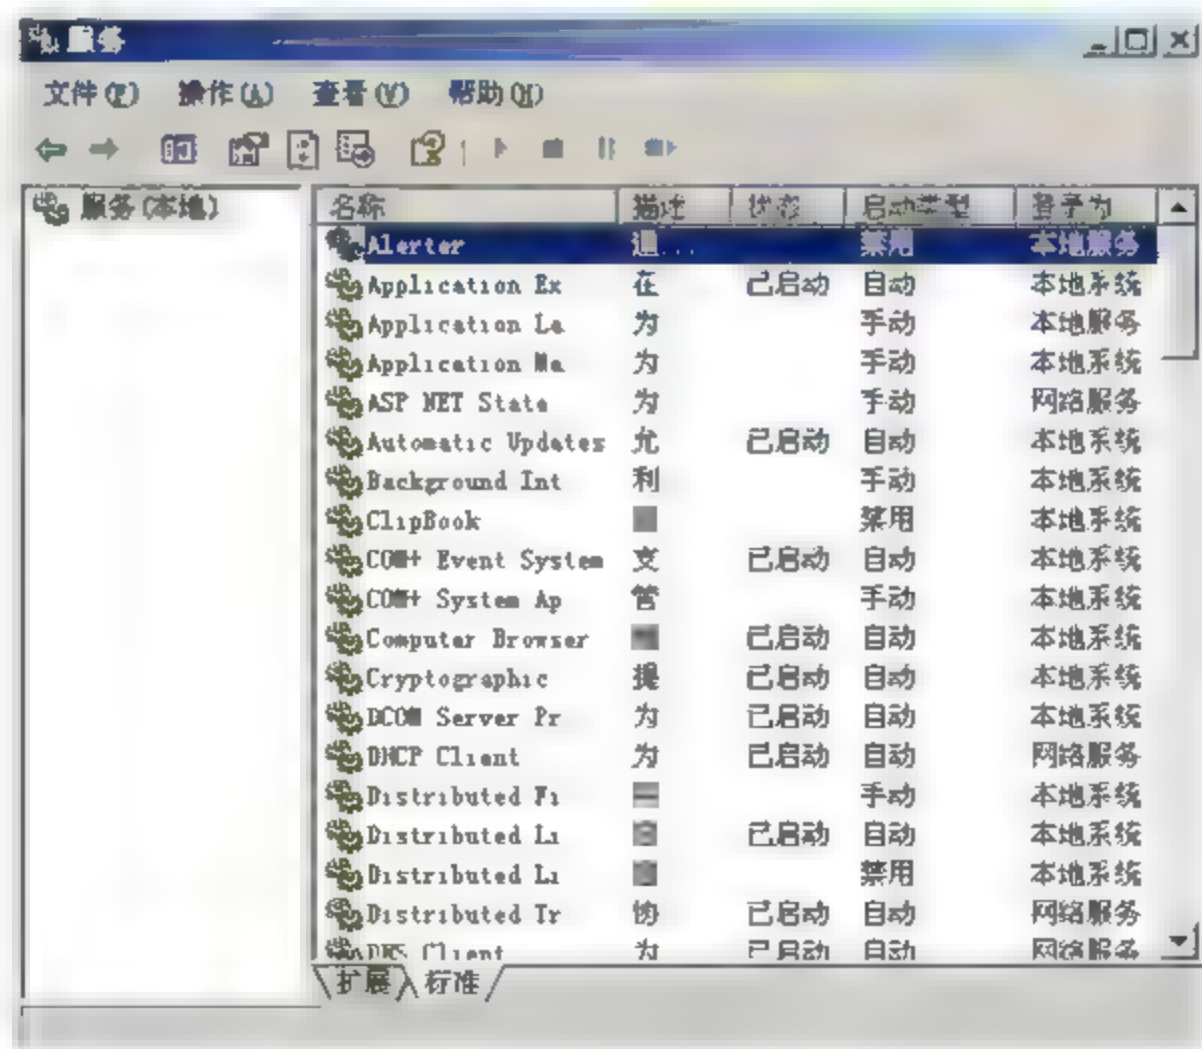 服务
文件(F) 操作(A) 查看(V) 帮助(H)
服务(本地)
名称 描述 状态 启动类型 登录为
Alerter 通... 禁用 本地服务
Application Ex 在 已启动 自动 本地系统
Application La 为 手动 本地服务
Application Ma 为 手动 本地系统
ASP NET State 为 手动 网络服务
Automatic Updates 允 已启动 自动 本地系统
Background Int 利 手动 本地系统
ClipBook 禁用 本地系统
COM+ Event System 支 已启动 自动 本地系统
COM+ System Ap 管 手动 本地系统
Computer Browser 已启动 自动 本地系统
Cryptographic 提 已启动 自动 本地系统
DCOM Server Pr 为 已启动 自动 本地系统
DHCP Client 为 已启动 自动 网络服务
Distributed Fi 手动 本地系统
Distributed Li 已启动 自动 本地系统
Distributed Li 禁用 本地系统
Distributed Tr 协 已启动 自动 网络服务
DNS Client 为 已启动 自动 网络服务
扩展 标准